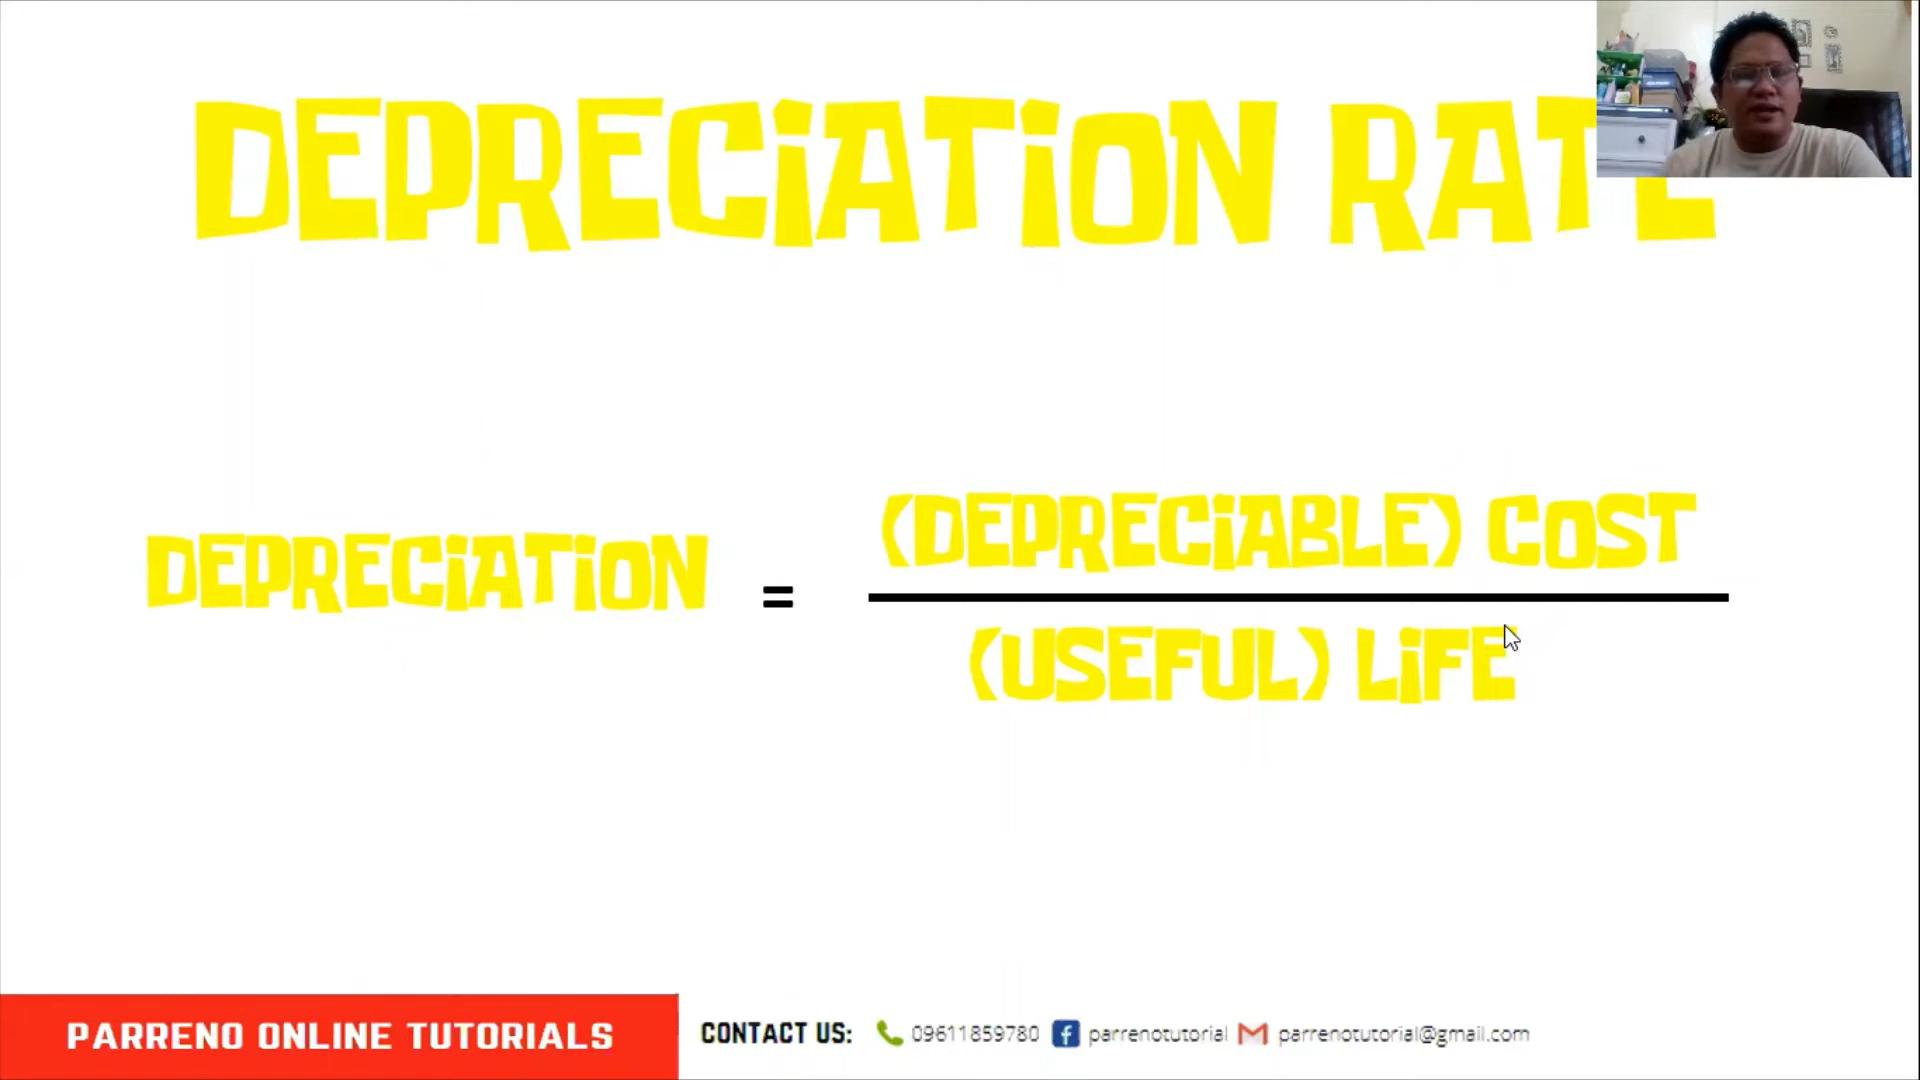 DEPRECIATION RATE
DEPRECIATION = (DEPRECIABLE) COST
(USEFUL) LIFE
PARRENO ONLINE TUTORIALS
CONTACT US: 09611859780 parrenotutorial parrenotutorial@gmail.com